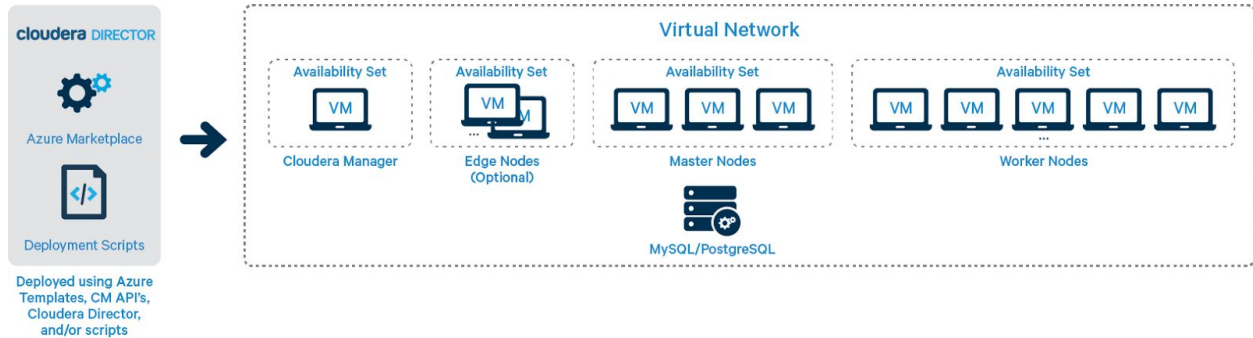 cloudera DIRECTOR
Azure Marketplace
Deployment Scripts
Deployed using Azure
Templates, CM API's,
Cloudera Director,
and/or scripts
Virtual Network
Availability Set
VM
Cloudera Manager
Availability Set
VM
M
...
Edge Nodes
(Optional)
Availability Set
VM VM VM
Master Nodes
MySQL/PostgreSQL
Availability Set
VM VM VM VM VM
...
Worker Nodes